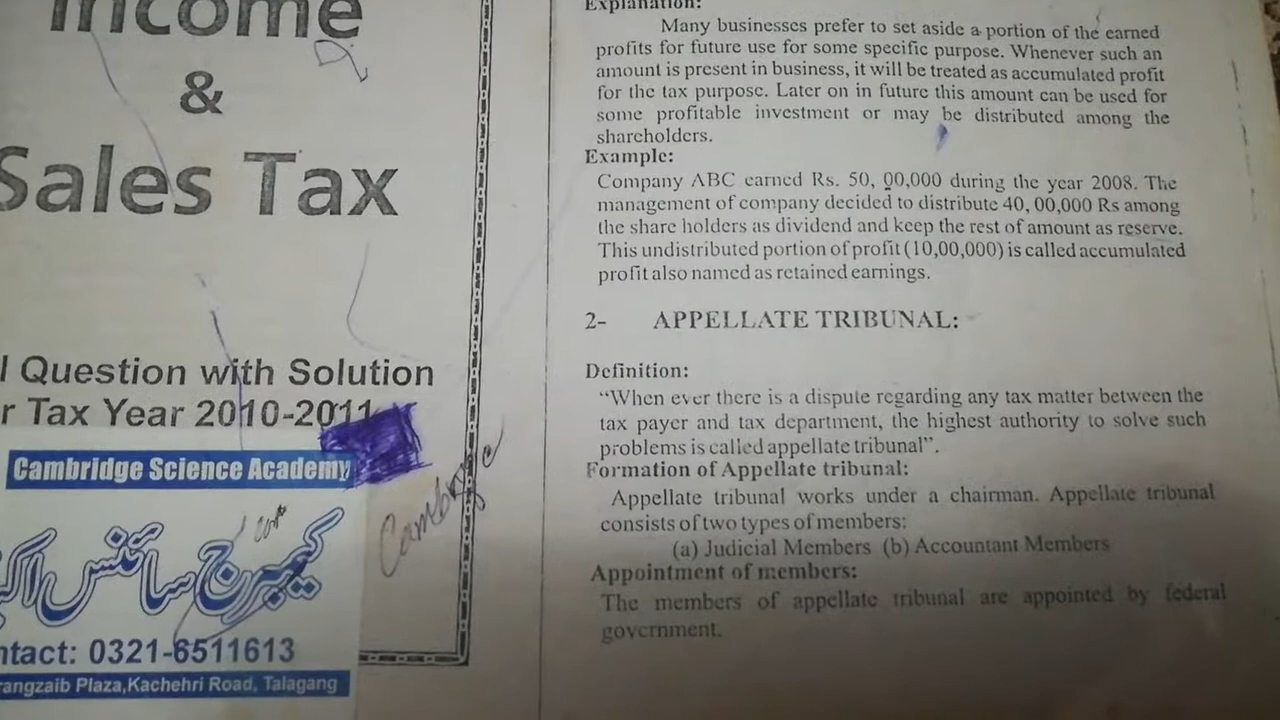 Income
&
Sales Tax
l Question with Solution
r Tax Year 2010-2011
Cambridge Science Academy
کیمبرج سائنس اکی
ntact: 0321-6511613
rangzaib Plaza,Kachehri Road, Talagang
Cambridge
Explanation:
Many businesses prefer to set aside a portion of the earned
profits for future use for some specific purpose. Whenever such an
amount is present in business, it will be treated as accumulated profit
for the tax purpose. Later on in future this amount can be used for
some profitable investment or may be distributed among the
shareholders.
Example:
Company ABC earned Rs. 50, 00,000 during the year 2008. The
management of company decided to distribute 40, 00,000 Rs among
the share holders as dividend and keep the rest of amount as reserve.
This undistributed portion of profit (10,00,000) is called accumulated
profit also named as retained earnings.
2- APPELLATE TRIBUNAL:
Definition:
“When ever there is a dispute regarding any tax matter between the
tax payer and tax department, the highest authority to solve such
problems is called appellate tribunal”.
Formation of Appellate tribunal:
Appellate tribunal works under a chairman. Appellate tribunal
consists of two types of members:
(a) Judicial Members (b) Accountant Members
Appointment of members:
The members of appellate tribunal are appointed by federal
government.